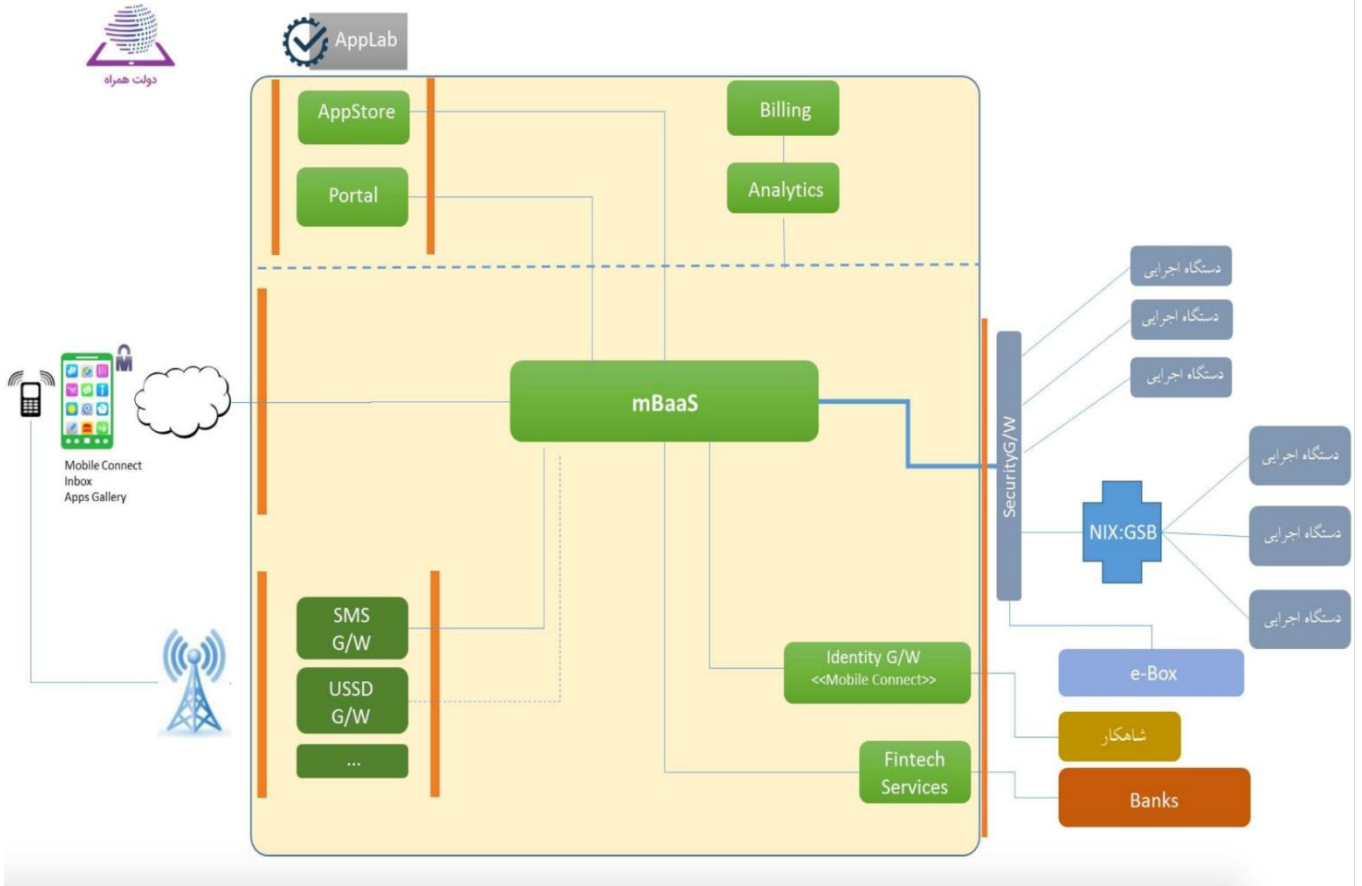 دولت همراه
AppLab
AppStore
Portal
Billing
Analytics
دستگاه اجرایی
دستگاه اجرایی
دستگاه اجرایی
mBaaS
SecurityG/W
Mobile Connect
Inbox
Apps Gallery
NIX:GSB
دستگاه اجرایی
دستگاه اجرایی
دستگاه اجرایی
SMS
G/W
USSD
G/W
...
Identity G/W
<<Mobile Connect>>
Fintech
Services
e-Box
شاهکار
Banks